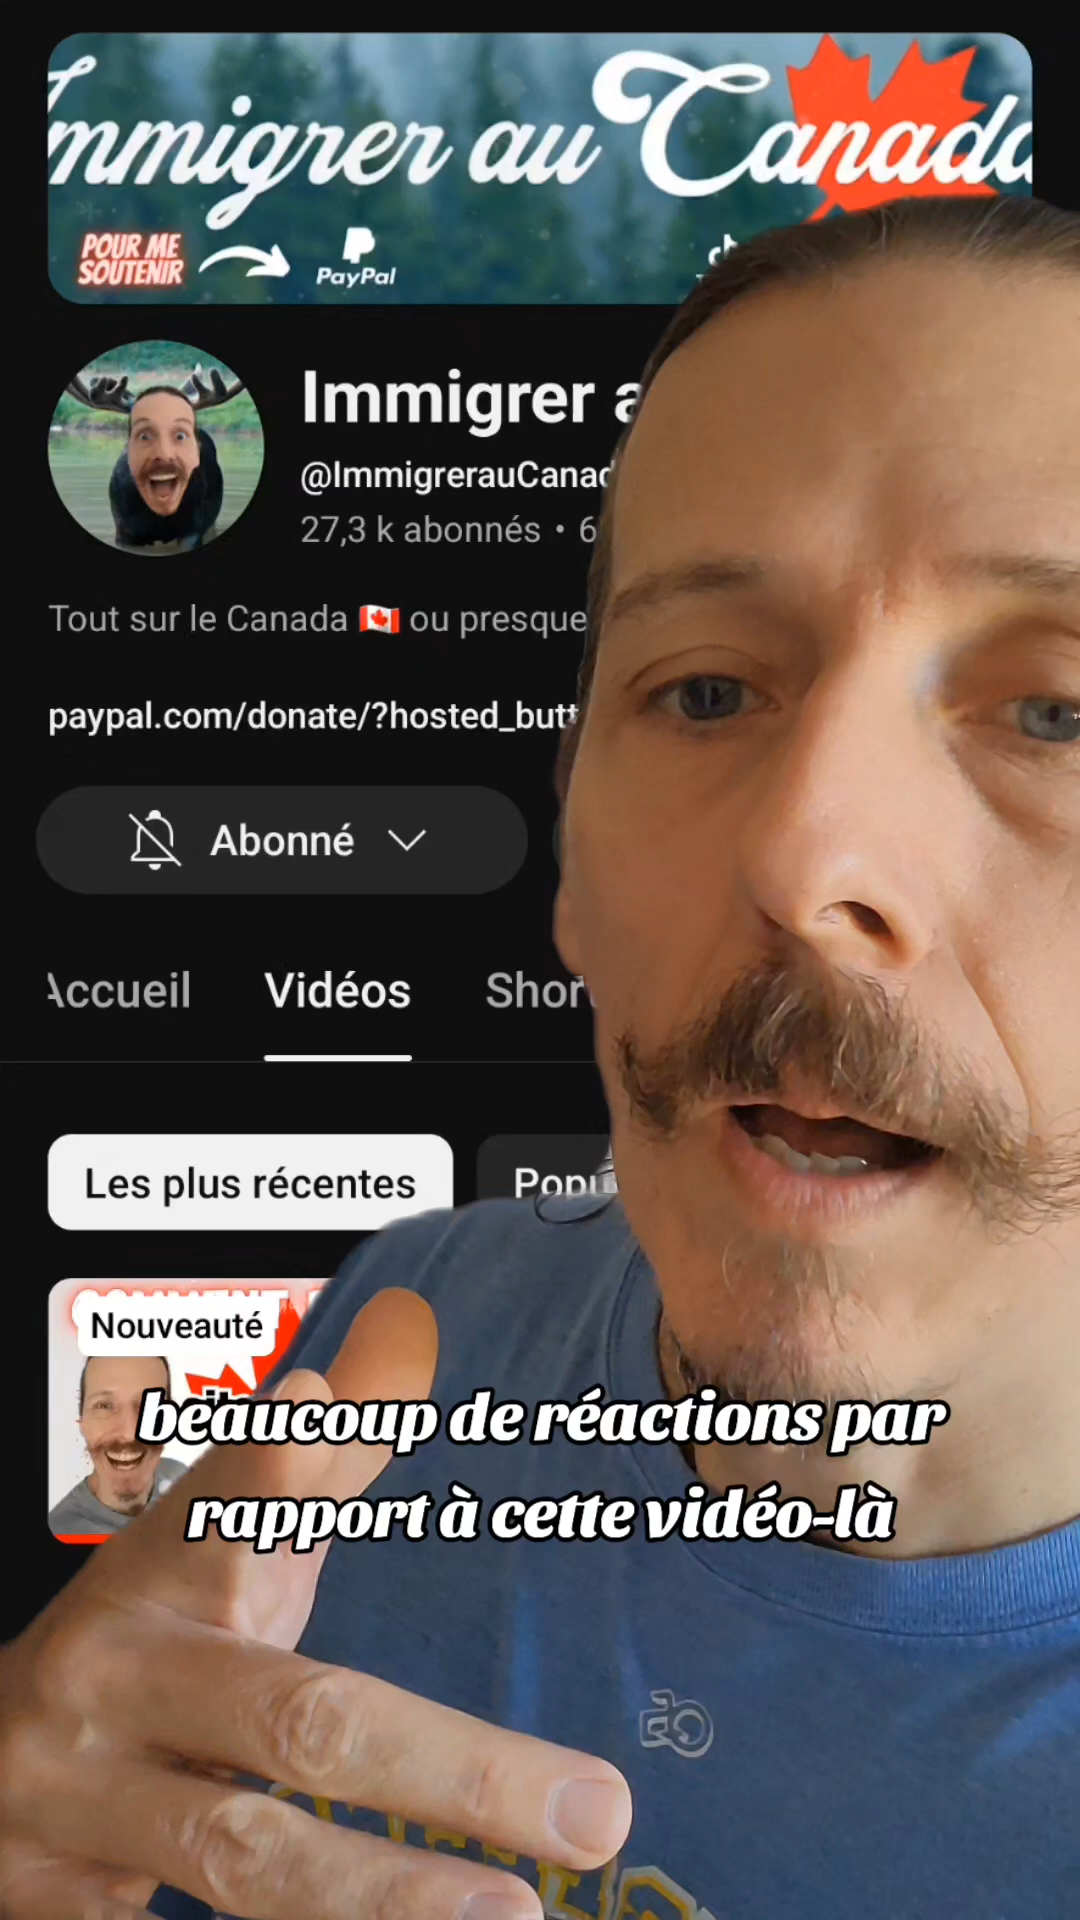 Immigrer au Canada
POUR ME
SOUTENIR
PayPal
Immigrer a
@ImmigrerauCanad
27,3 k abonnés • 6
Tout sur le Canada 🇨🇦 ou presque
paypal.com/donate/?hosted_butt
Abonné
Accueil
Vidéos
Shor
Les plus récentes
Popu
Nouveauté
beaucoup de réactions par
rapport à cette vidéo-là